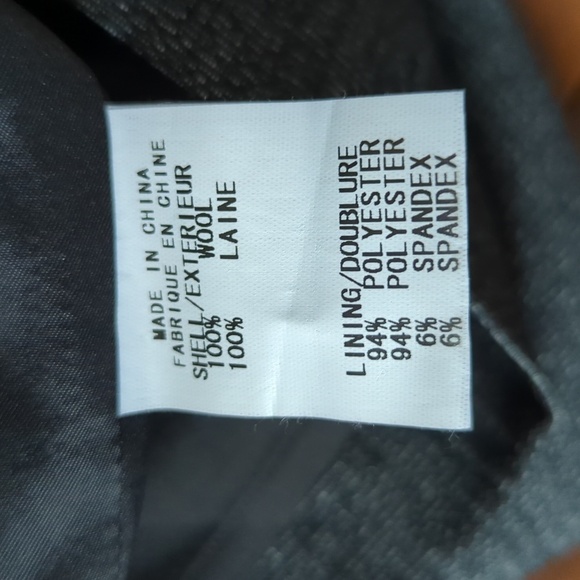 MADE IN CHINA
FABRIQUE EN CHINE
SHELL/EXTERIEUR
100% WOOL
100% LAINE
LINING/DOUBLURE
94% POLYESTER
94% POLYESTER
6% SPANDEX
6% SPANDEX